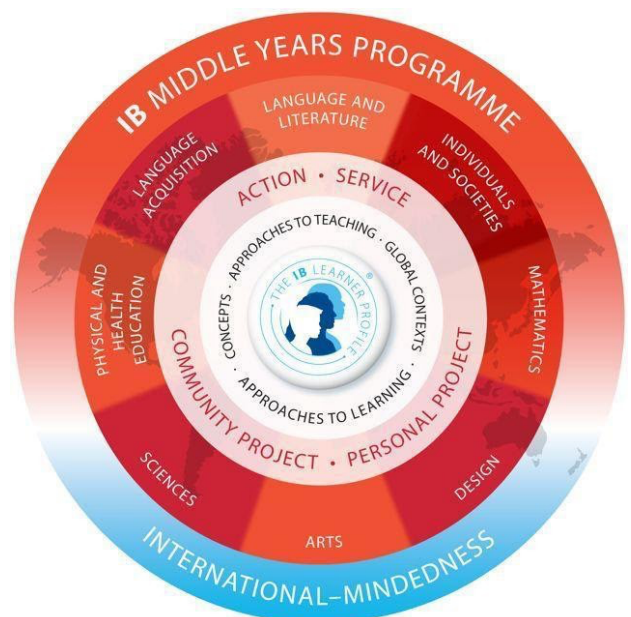 IB MIDDLE YEARS PROGRAMME
LANGUAGE AND
LITERATURE
INDIVIDUALS
AND SOCIETIES
MATHEMATICS
DESIGN
ARTS
SCIENCES
PHYSICAL AND
HEALTH
EDUCATION
LANGUAGE
ACQUISITION
ACTION • SERVICE
COMMUNITY PROJECT • PERSONAL PROJECT
CONCEPTS · APPROACHES TO TEACHING · GLOBAL CONTEXTS
· APPROACHES TO LEARNING ·
· THE IB LEARNER PROFILE · ®
INTERNATIONAL–MINDEDNESS